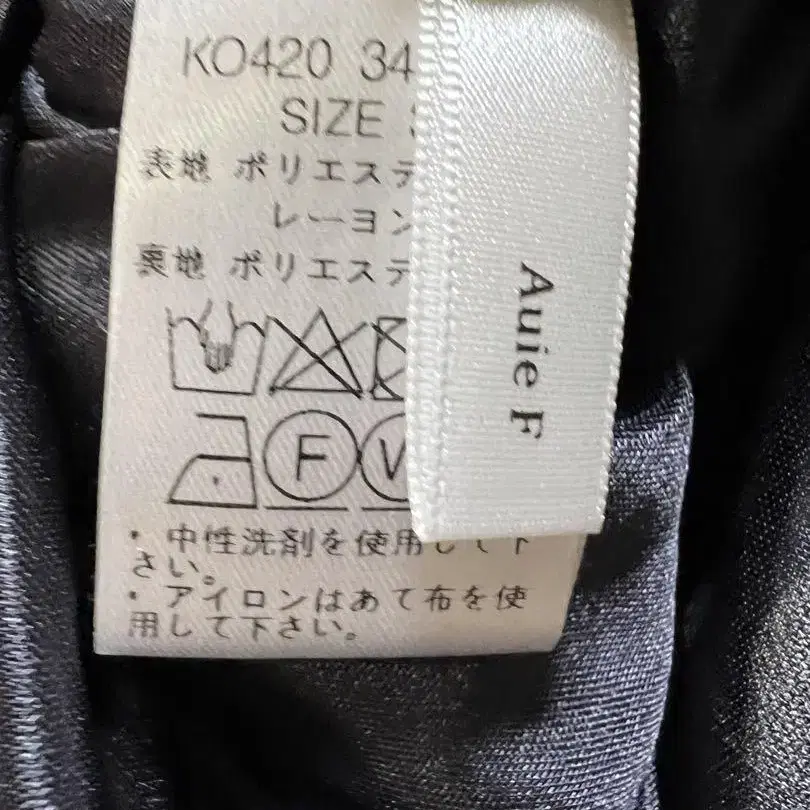 KO420 34
SIZE
表地 ポリエステ
レーヨン
裏地 ポリエステ
F
W
・中性洗剤を使用して下
さい。
・アイロンはあて布を使
用して下さい。
Auie F